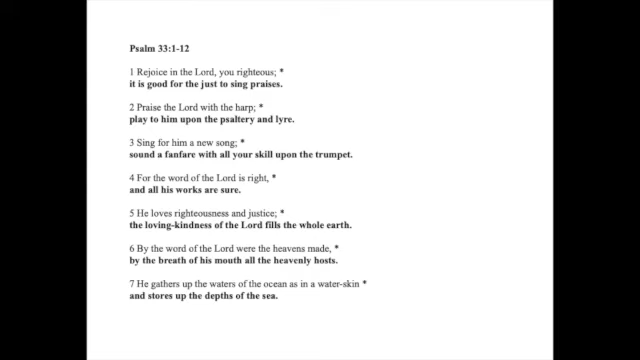 Psalm 33:1-12
1 Rejoice in the Lord, you righteous; *
it is good for the just to sing praises.
2 Praise the Lord with the harp; *
play to him upon the psaltery and lyre.
3 Sing for him a new song; *
sound a fanfare with all your skill upon the trumpet.
4 For the word of the Lord is right, *
and all his works are sure.
5 He loves righteousness and justice; *
the loving-kindness of the Lord fills the whole earth.
6 By the word of the Lord were the heavens made, *
by the breath of his mouth all the heavenly hosts.
7 He gathers up the waters of the ocean as in a water-skin *
and stores up the depths of the sea.